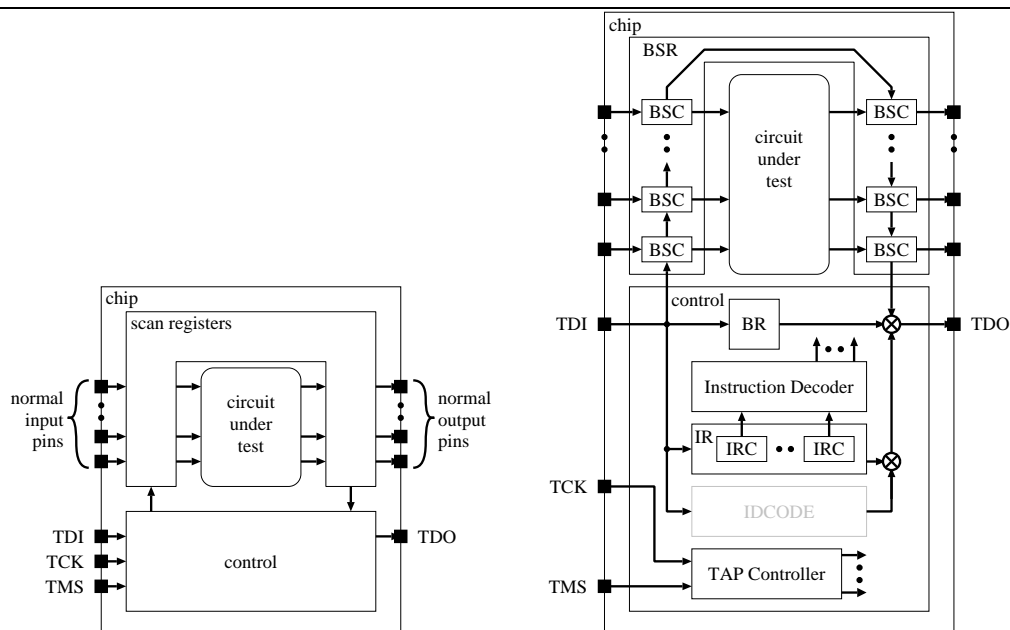 chip
scan registers
normal
input
pins
circuit
under
test
normal
output
pins
TDI
TCK
TMS
control
TDO
chip
BSR
BSC
BSC
circuit
under
test
BSC
BSC
BSC
BSC
control
TDI
BR
TDO
Instruction Decoder
IR
IRC
IRC
TCK
IDCODE
TAP Controller
TMS